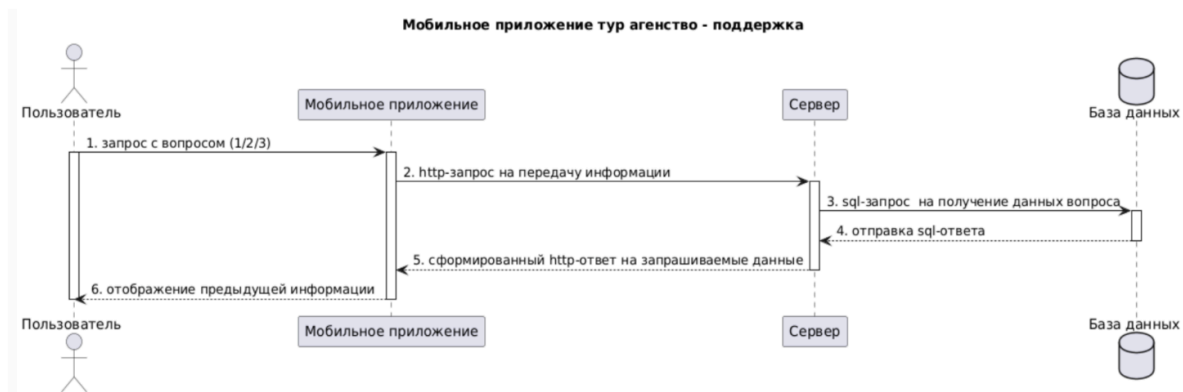 Мобильное приложение тур агенство - поддержка
Пользователь
Мобильное приложение
Сервер
База данных
1. запрос с вопросом (1/2/3)
2. http-запрос на передачу информации
3. sql-запрос  на получение данных вопроса
4. отправка sql-ответа
5. сформированный http-ответ на запрашиваемые данные
6. отображение предыдущей информации
Пользователь
Мобильное приложение
Сервер
База данных